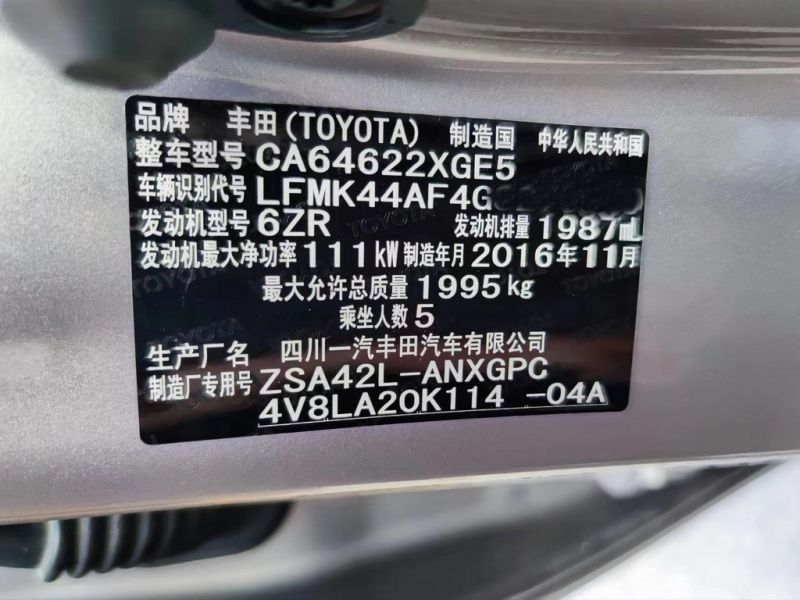 品牌 丰田(TOYOTA) 制造国 中华人民共和国
整车型号 CA64622XGE5
车辆识别代号 LFMK44AF4G
发动机型号 6ZR 发动机排量 1987mL
发动机最大净功率 111kW 制造年月 2016年11月
最大允许总质量 1995kg
乘坐人数 5
生产厂名 四川一汽丰田汽车有限公司
制造厂专用号 ZSA42L-ANXGPC
4V8LA20K114 -04A